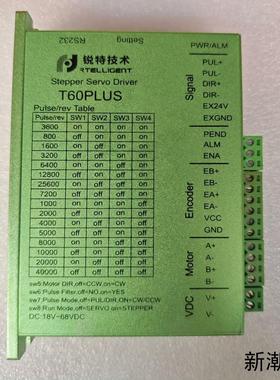 RS232
Setting
锐特技术
RTELLIGENT
Stepper Servo Driver
T60PLUS
Pulse/rev Table
Pulse/rev SW1 SW2 SW3 SW4
3600 on on on on
800 off on on on
1600 on off on on
3200 off off on on
6400 on on off on
12800 off on off on
25600 on off off on
7200 off off off on
1000 on on on off
2000 off on on off
4000 on off on off
5000 off off on off
8000 on on off off
10000 off on off off
20000 on off off off
40000 off off off off
sw5:Motor DIR,off=CCW,on=CW
sw6:Pulse Filter,off=NO,on=YES
sw7:Pulse Mode,off=PUL/DIR,ON=CW/CCW
sw8:Run Mode,off=SERVO on=STEPPER
DC:18V~68VDC
PWR/ALM
Signal
PUL+
PUL-
DIR+
DIR-
EX24V
EXGND
PEND
ALM
ENA
Encoder
EB+
EB-
EA+
EA-
VCC
GND
Motor
A+
A-
B+
B-
VDC
V+
V-
新潮